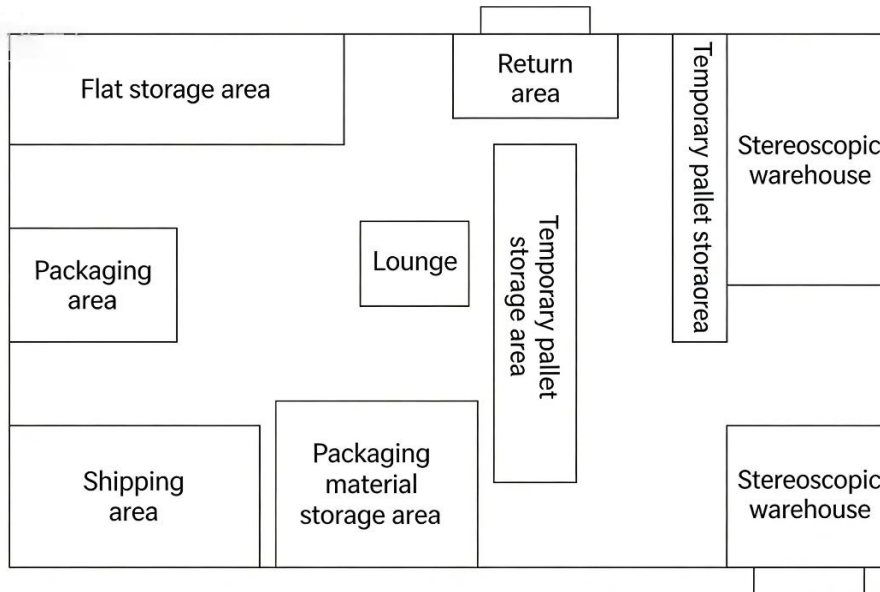 Flat storage area
Return
area
Temporary pallet storaorea
Stereoscopic
warehouse
Packaging
area
Lounge
Temporary pallet
storage area
Shipping
area
Packaging
material
storage area
Stereoscopic
warehouse